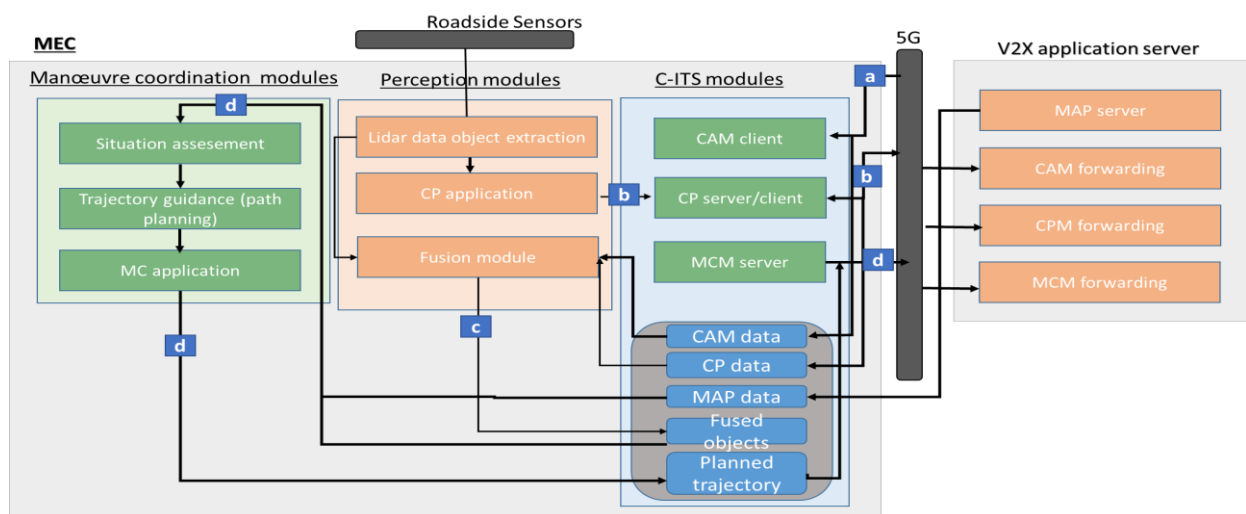 Roadside Sensors
MEC
5G
V2X application server
Manœuvre coordination modules
Perception modules
C-ITS modules
a
d
MAP server
Situation assesement
Lidar data object extraction
CAM client
CAM forwarding
b
CP application
b
CP server/client
Trajectory guidance (path
planning)
CPM forwarding
Fusion module
MCM server
d
MC application
MCM forwarding
c
CAM data
d
CP data
MAP data
Fused
objects
Planned
trajectory